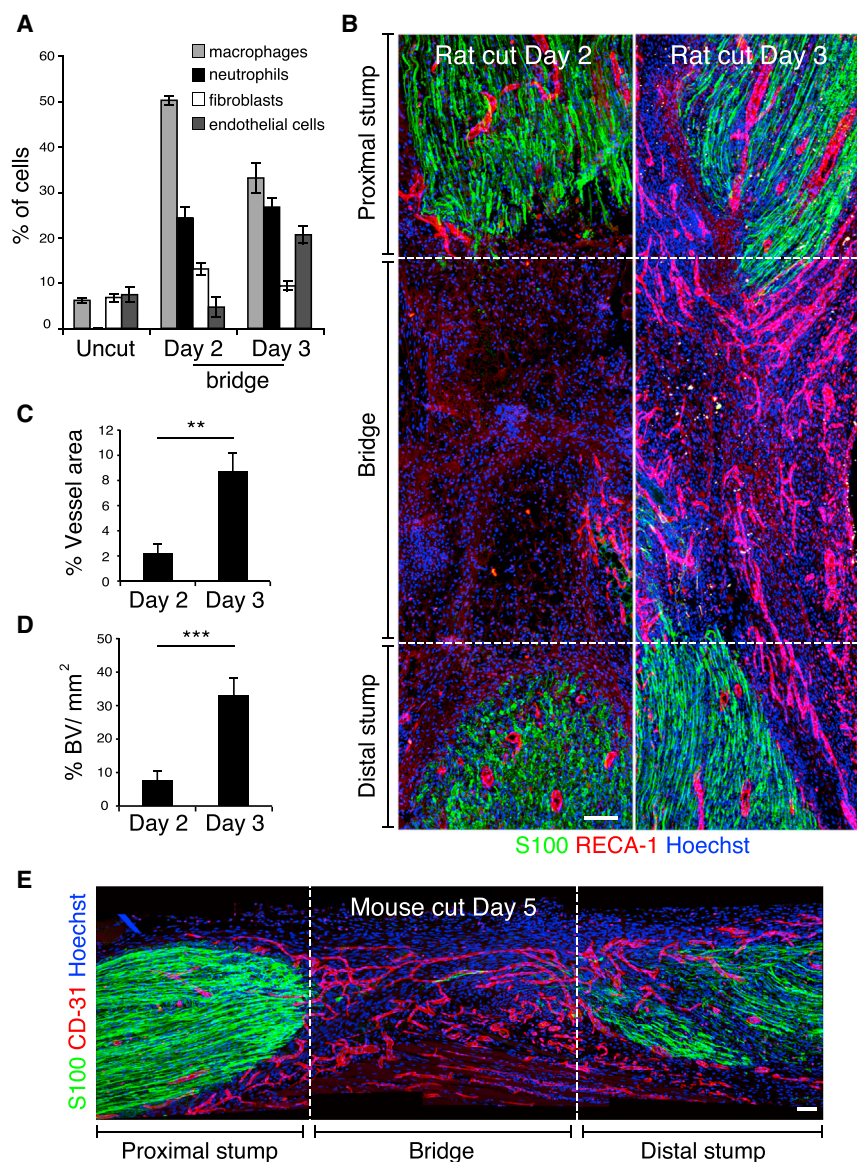 A
% of cells
60
50
40
30
20
10
0
macrophages
neutrophils
fibroblasts
endothelial cells
Uncut
Day 2
Day 3
bridge
B
Rat cut Day 2
Rat cut Day 3
Proximal stump
Bridge
Distal stump
S100 RECA-1 Hoechst
C
% Vessel area
12
10
8
6
4
2
0
**
Day 2
Day 3
D
% BV/ mm²
50
40
30
20
10
0
***
Day 2
Day 3
E
S100 CD-31 Hoechst
Mouse cut Day 5
Proximal stump
Bridge
Distal stump